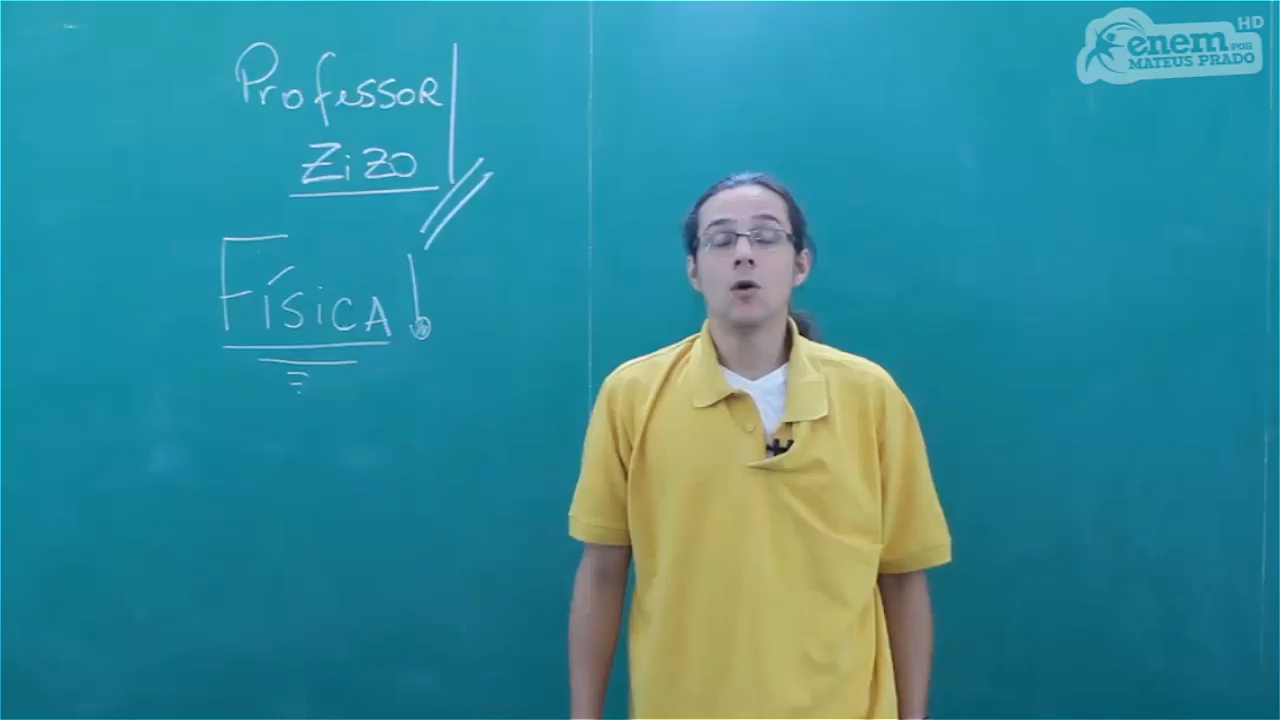 Professor
Zizo
Física!
enem HD
POR
MATEUS PRADO